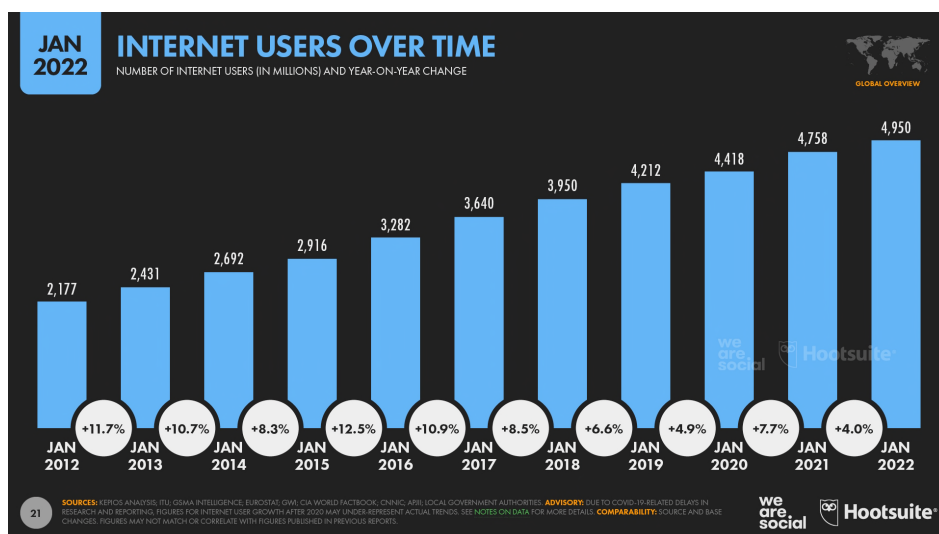 JAN
2022
INTERNET USERS OVER TIME
NUMBER OF INTERNET USERS (IN MILLIONS) AND YEAR-ON-YEAR CHANGE
GLOBAL OVERVIEW
2,177
2,431
2,692
2,916
3,282
3,640
3,950
4,212
4,418
4,758
4,950
we
are
social
Hootsuite®
+11.7%
+10.7%
+8.3%
+12.5%
+10.9%
+8.5%
+6.6%
+4.9%
+7.7%
+4.0%
JAN
2012
JAN
2013
JAN
2014
JAN
2015
JAN
2016
JAN
2017
JAN
2018
JAN
2019
JAN
2020
JAN
2021
JAN
2022
21
SOURCES: KEPIOS ANALYSIS; ITU; GSMA INTELLIGENCE; EUROSTAT; GWI; CIA WORLD FACTBOOK; CNNIC; APJII; LOCAL GOVERNMENT AUTHORITIES. ADVISORY: DUE TO COVID-19-RELATED DELAYS IN
RESEARCH AND REPORTING, FIGURES FOR INTERNET USER GROWTH AFTER 2020 MAY UNDER-REPRESENT ACTUAL TRENDS. SEE NOTES ON DATA FOR MORE DETAILS. COMPARABILITY: SOURCE AND BASE
CHANGES. FIGURES MAY NOT MATCH OR CORRELATE WITH FIGURES PUBLISHED IN PREVIOUS REPORTS.
we
are.
social
Hootsuite®